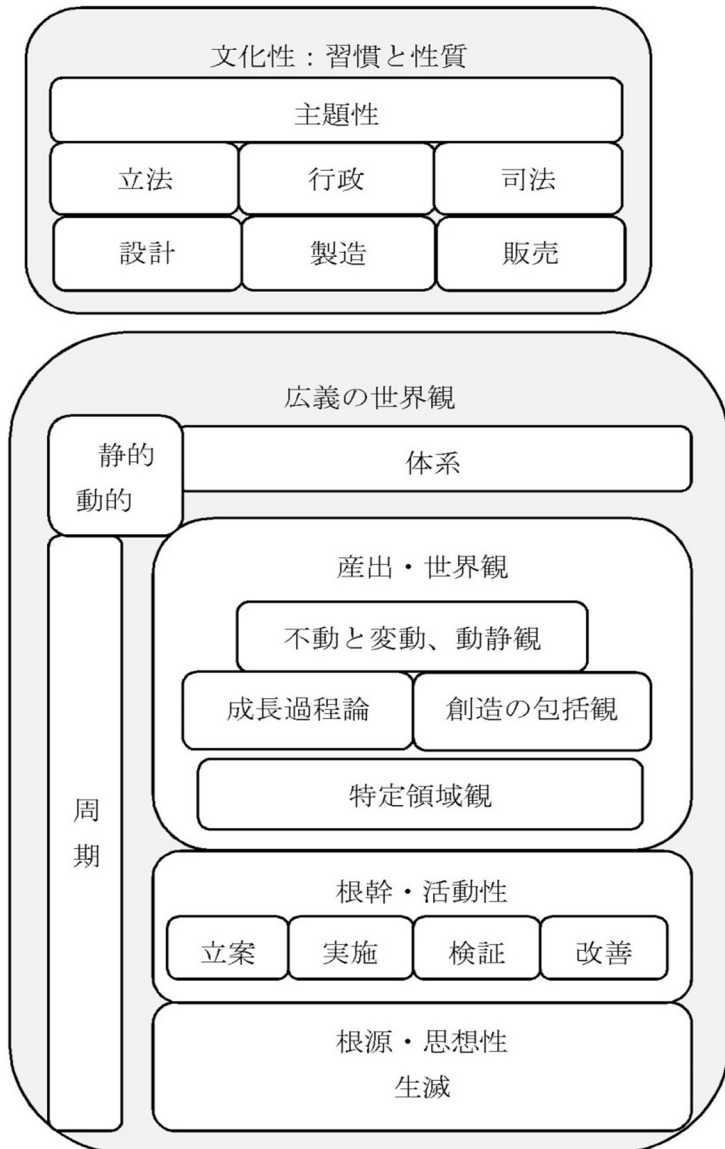 文化性：習慣と性質
主題性
立法 行政 司法
設計 製造 販売
広義の世界観
静的
動的
体系
産出・世界観
不動と変動、動静観
成長過程論 創造の包括観
特定領域観
周
期
根幹・活動性
立案 実施 検証 改善
根源・思想性
生滅